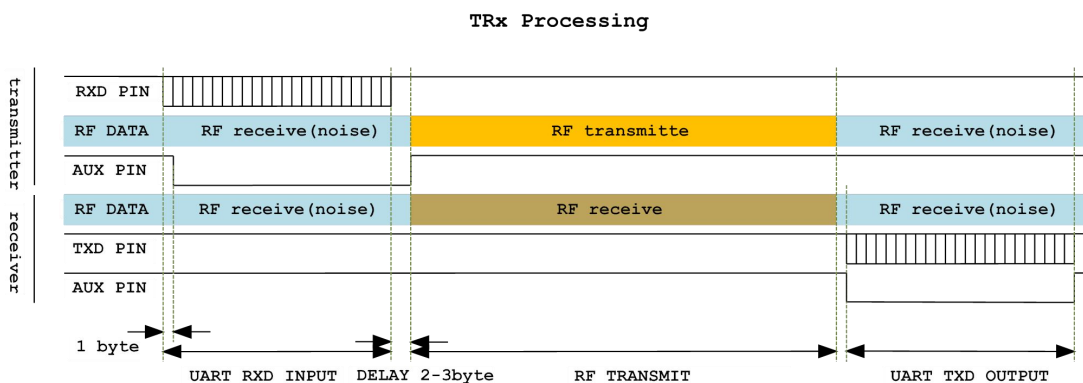 TRx Processing
transmitter
RXD PIN
RF DATA RF receive(noise) RF transmitte RF receive(noise)
AUX PIN
receiver
RF DATA RF receive(noise) RF receive RF receive(noise)
TXD PIN
AUX PIN
1 byte
UART RXD INPUT DELAY 2-3byte RF TRANSMIT UART TXD OUTPUT